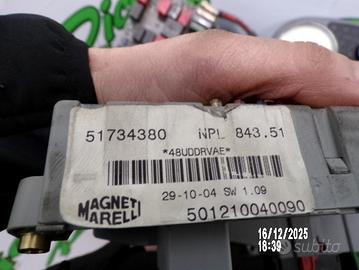 51734380 NPL 843.51
*48UDDRVAE*
29-10-04 SW 1.09
MAGNETI
MARELLI
501210040090
16/12/2025
18:39
subito